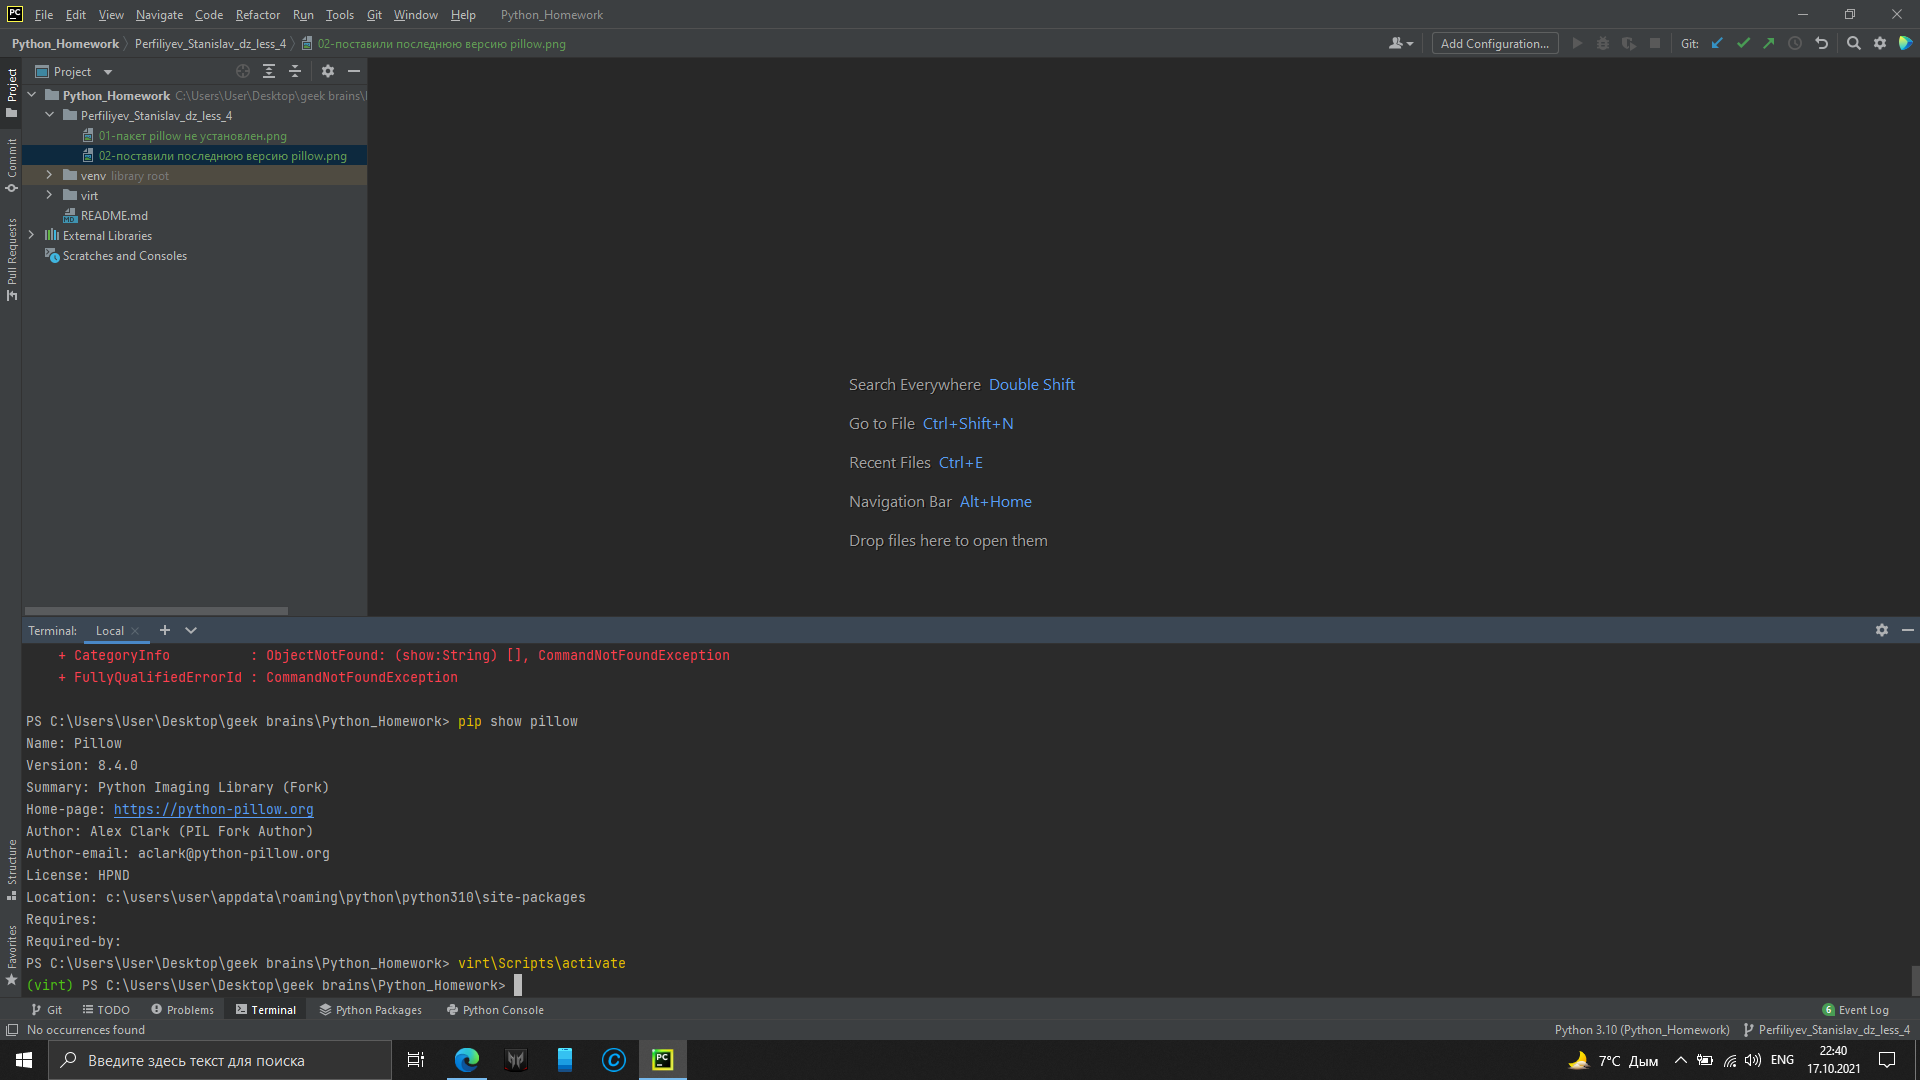 PC File Edit View Navigate Code Refactor Run Tools Git Window Help Python_Homework
Python_Homework Perfiliyev_Stanislav_dz_less_4 02-поставили последнюю версию pillow.png Add Configuration... Git:
Project
Python_Homework C:\Users\User\Desktop\geek brains\
Perfiliyev_Stanislav_dz_less_4
01-пакет pillow не установлен.png
02-поставили последнюю версию pillow.png
venv library root
virt
README.md
External Libraries
Scratches and Consoles
Project
Commit
Pull Requests
Structure
Favorites
Search Everywhere Double Shift
Go to File Ctrl+Shift+N
Recent Files Ctrl+E
Navigation Bar Alt+Home
Drop files here to open them
Terminal: Local
+ CategoryInfo : ObjectNotFound: (show:String) [], CommandNotFoundException
+ FullyQualifiedErrorId : CommandNotFoundException
PS C:\Users\User\Desktop\geek brains\Python_Homework> pip show pillow
Name: Pillow
Version: 8.4.0
Summary: Python Imaging Library (Fork)
Home-page: https://python-pillow.org
Author: Alex Clark (PIL Fork Author)
Author-email: aclark@python-pillow.org
License: HPND
Location: c:\users\user\appdata\roaming\python\python310\site-packages
Requires:
Required-by:
PS C:\Users\User\Desktop\geek brains\Python_Homework> virt\Scripts\activate
(virt) PS C:\Users\User\Desktop\geek brains\Python_Homework>
Git TODO Problems Terminal Python Packages Python Console 6 Event Log
No occurrences found Python 3.10 (Python_Homework) Perfiliyev_Stanislav_dz_less_4
Введите здесь текст для поиска PC 7°C Дым ENG 22:40
17.10.2021